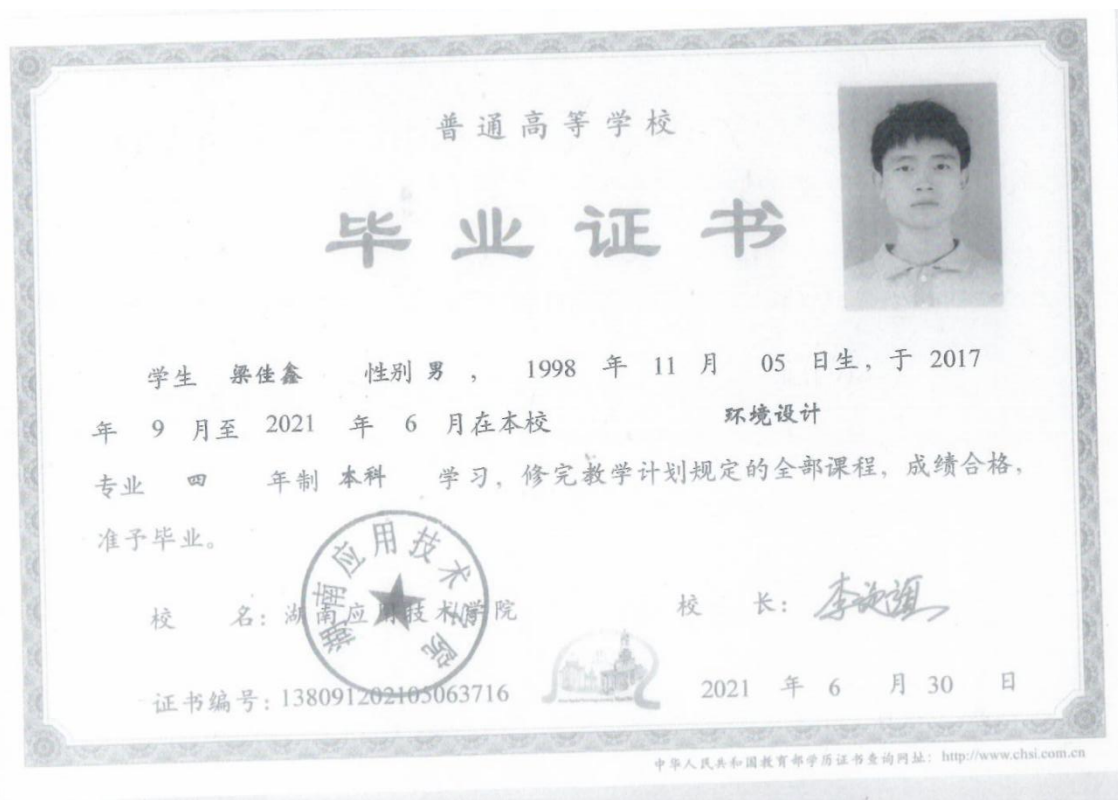 普通高等学校
毕业证书
学生 梁佳鑫 性别 男 ， 1998 年 11 月 05 日生，于 2017
年 9 月至 2021 年 6 月在本校 环境设计
专业 四 年制 本科 学习，修完教学计划规定的全部课程，成绩合格，
准予毕业。
湖南应用技术学院
校 名：湖南应用技术学院 校 长：
证书编号：138091202105063716 2021 年 6 月 30 日
中华人民共和国教育部学历证书查询网址：http://www.chsi.com.cn